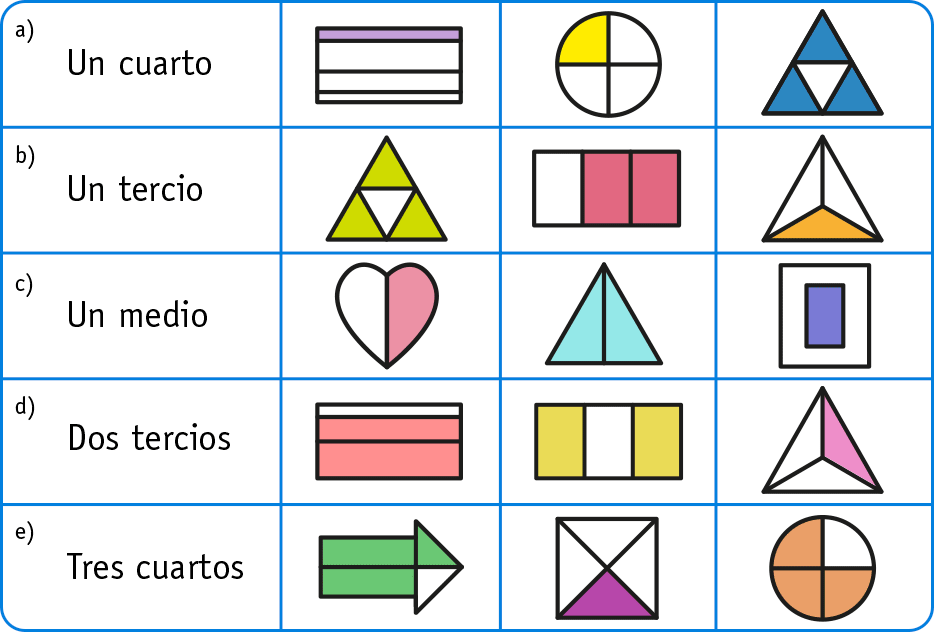 a)
Un cuarto
b)
Un tercio
c)
Un medio
d)
Dos tercios
e)
Tres cuartos